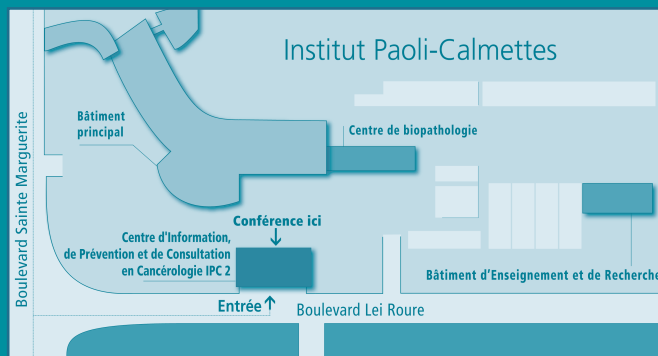 Institut Paoli-Calmettes
Bâtiment
principal
Centre de biopathologie
Boulevard Sainte Marguerite
Conférence ici
Centre d'Information,
de Prévention et de Consultation
en Cancérologie IPC 2
Bâtiment d'Enseignement et de Recherche
Entrée
Boulevard Lei Roure